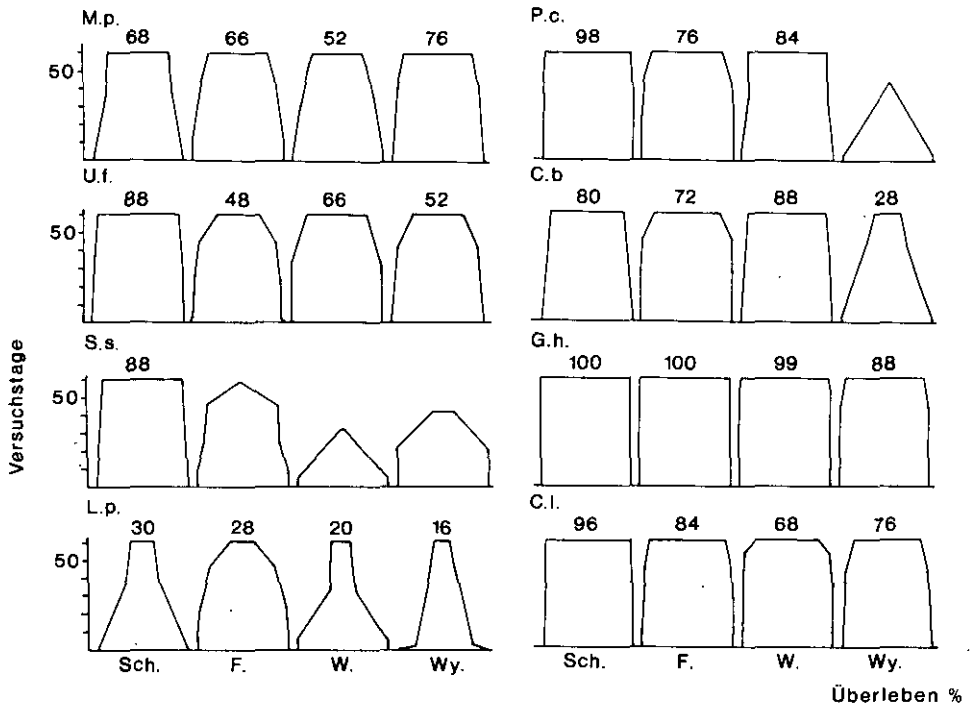 M.p.
68 66 52 76
50
U.f.
88 48 66 52
50
S.s.
88
50
L.p.
30 28 20 16
50
Sch. F. W. Wy.
Versuchstage
P.c.
98 76 84
C.b
80 72 88 28
G.h.
100 100 99 88
C.l.
96 84 68 76
Sch. F. W. Wy.
Überleben %